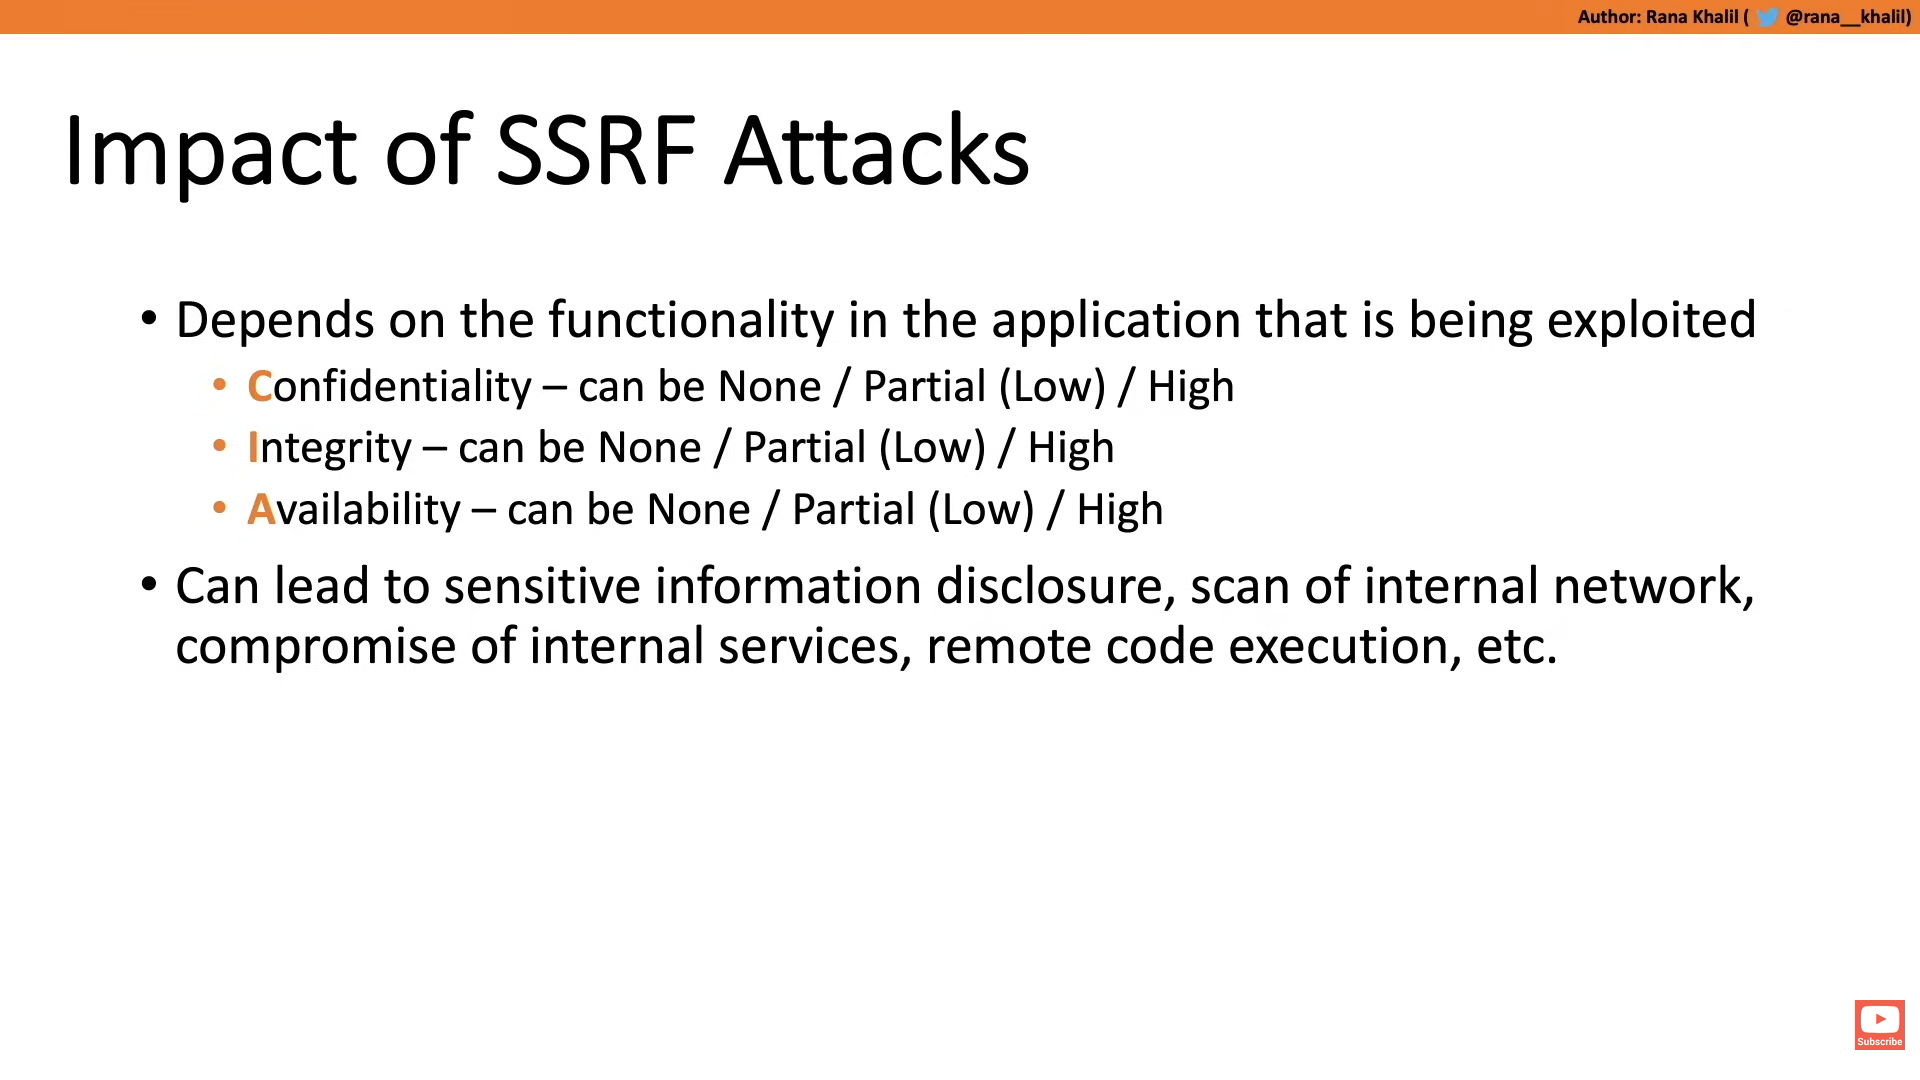 Author: Rana Khalil ( @rana__khalil)
Impact of SSRF Attacks
• Depends on the functionality in the application that is being exploited
• Confidentiality – can be None / Partial (Low) / High
• Integrity – can be None / Partial (Low) / High
• Availability – can be None / Partial (Low) / High
• Can lead to sensitive information disclosure, scan of internal network,
compromise of internal services, remote code execution, etc.
Subscribe